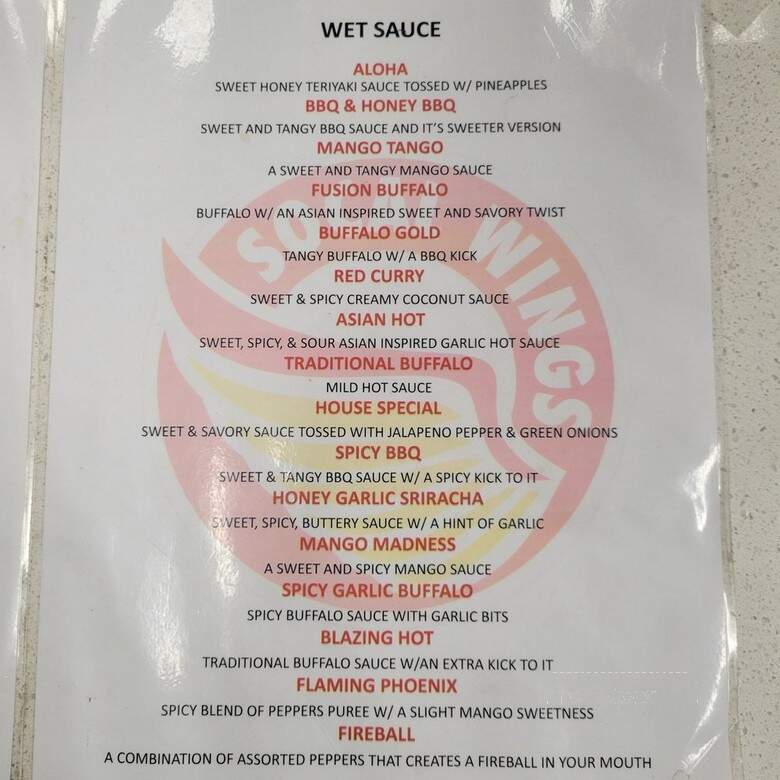 WET SAUCE
ALOHA
SWEET HONEY TERIYAKI SAUCE TOSSED W/ PINEAPPLES
BBQ & HONEY BBQ
SWEET AND TANGY BBQ SAUCE AND IT'S SWEETER VERSION
MANGO TANGO
A SWEET AND TANGY MANGO SAUCE
FUSION BUFFALO
BUFFALO W/ AN ASIAN INSPIRED SWEET AND SAVORY TWIST
BUFFALO GOLD
TANGY BUFFALO W/ A BBQ KICK
RED CURRY
SWEET & SPICY CREAMY COCONUT SAUCE
ASIAN HOT
SWEET, SPICY, & SOUR ASIAN INSPIRED GARLIC HOT SAUCE
TRADITIONAL BUFFALO
MILD HOT SAUCE
HOUSE SPECIAL
SWEET & SAVORY SAUCE TOSSED WITH JALAPENO PEPPER & GREEN ONIONS
SPICY BBQ
SWEET & TANGY BBQ SAUCE W/ A SPICY KICK TO IT
HONEY GARLIC SRIRACHA
SWEET, SPICY, BUTTERY SAUCE W/ A HINT OF GARLIC
MANGO MADNESS
A SWEET AND SPICY MANGO SAUCE
SPICY GARLIC BUFFALO
SPICY BUFFALO SAUCE WITH GARLIC BITS
BLAZING HOT
TRADITIONAL BUFFALO SAUCE W/AN EXTRA KICK TO IT
FLAMING PHOENIX
SPICY BLEND OF PEPPERS PUREE W/ A SLIGHT MANGO SWEETNESS
FIREBALL
A COMBINATION OF ASSORTED PEPPERS THAT CREATES A FIREBALL IN YOUR MOUTH
WINGS